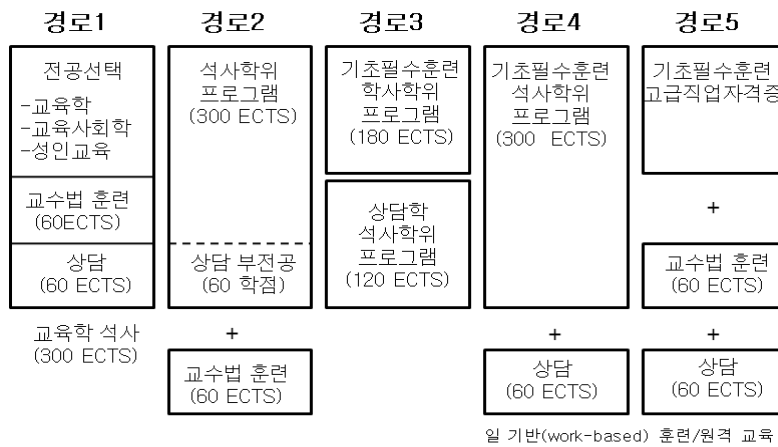 경로1
전공선택
-교육학
-교육사회학
-성인교육
교수법 훈련
(60ECTS)
상담
(60 ECTS)
교육학 석사
(300 ECTS)
경로2
석사학위
프로그램
(300 ECTS)
상담 부전공
(60 학점)
+
교수법 훈련
(60 ECTS)
경로3
기초필수훈련
학사학위
프로그램
(180 ECTS)
상담학
석사학위
프로그램
(120 ECTS)
경로4
기초필수훈련
석사학위
프로그램
(300 ECTS)
+
상담
(60 ECTS)
경로5
기초필수훈련
고급직업자격증
+
교수법 훈련
(60 ECTS)
+
상담
(60 ECTS)
일 기반(work-based) 훈련/원격 교육